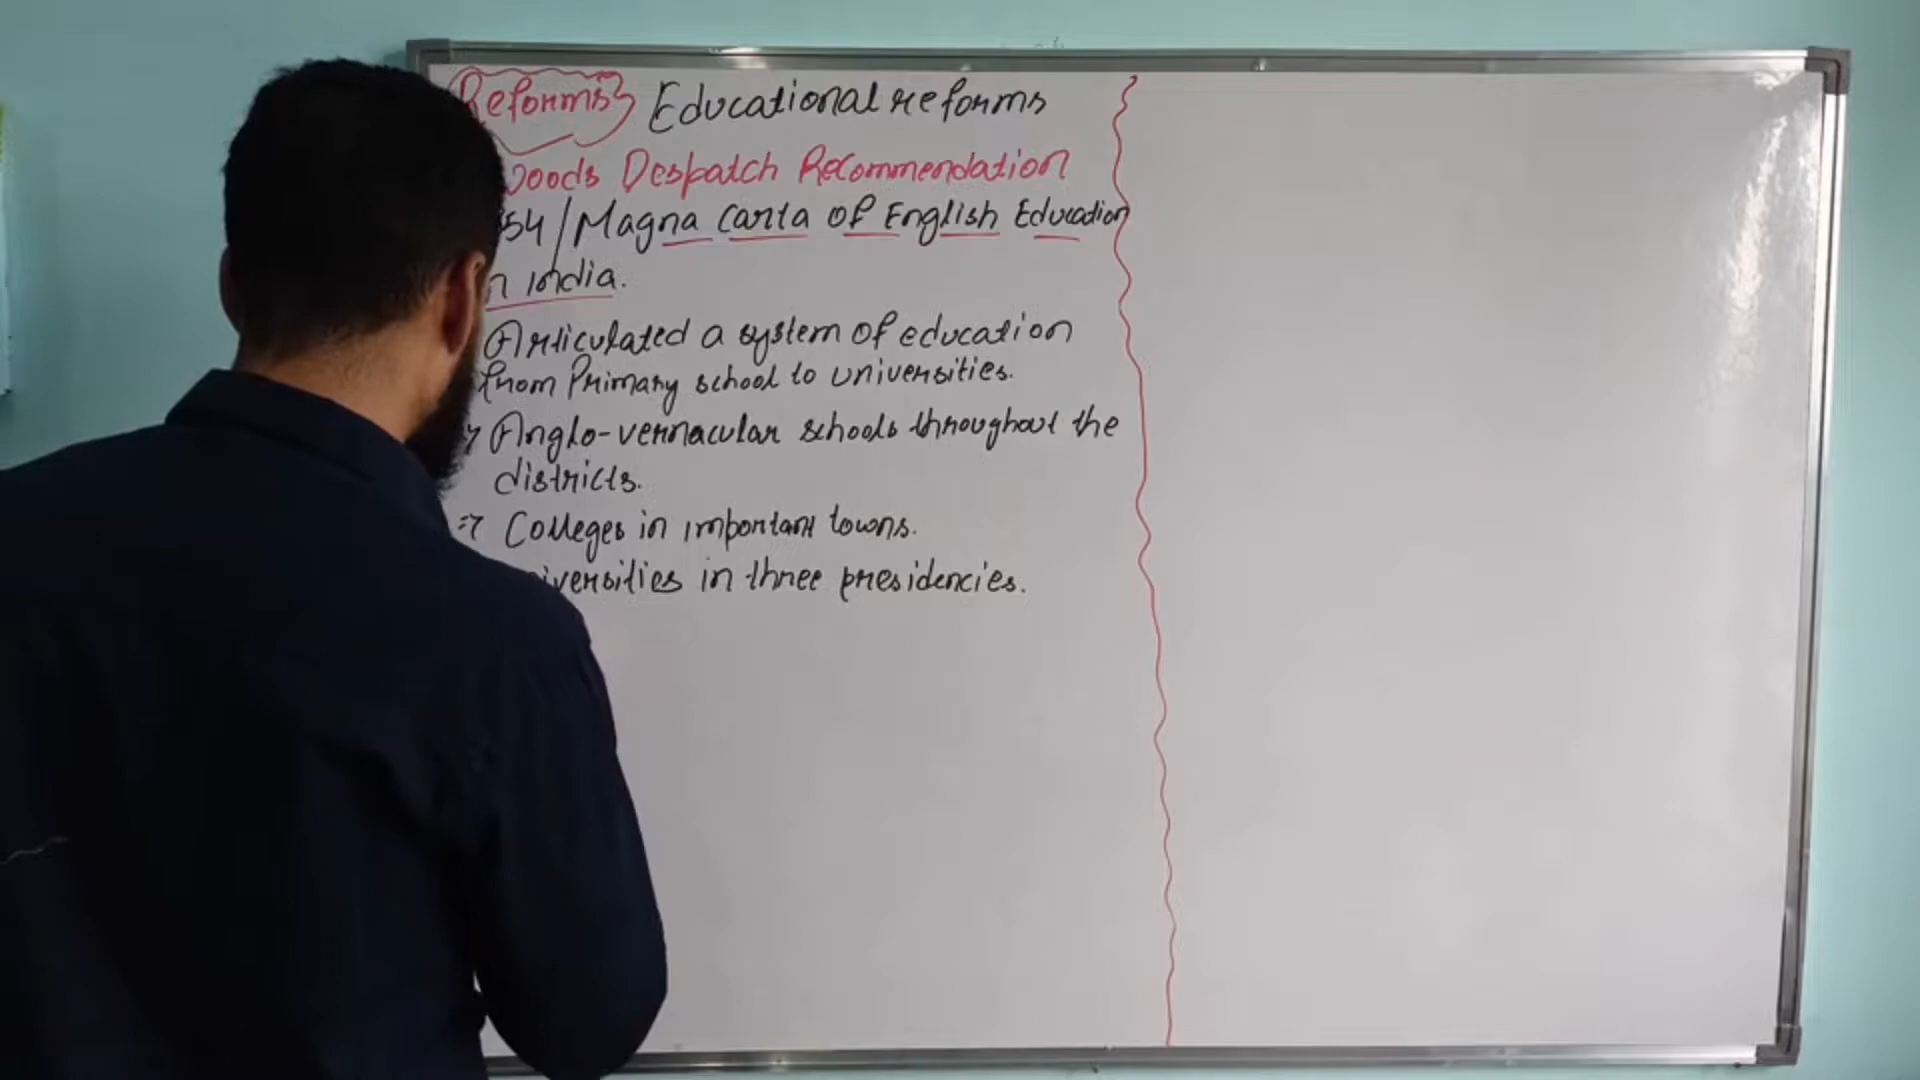 Reforms Educational reforms
Woods Despatch Recommendation
54/Magna Carta of English Education
India.
Articulated a system of education
from Primary school to universities.
Anglo-vernacular schools throughout the
districts.
=> Colleges in important towns.
in three presidencies.